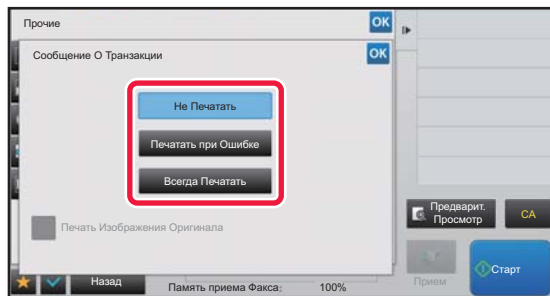 Прочие
OK
Сообщение О Транзакции
OK
Не Печатать
Печатать при Ошибке
Всегда Печатать
Печать Изображения Оригинала
Предварит.
Просмотр
CA
Назад
Память приема Факса:
100%
Прием
Старт